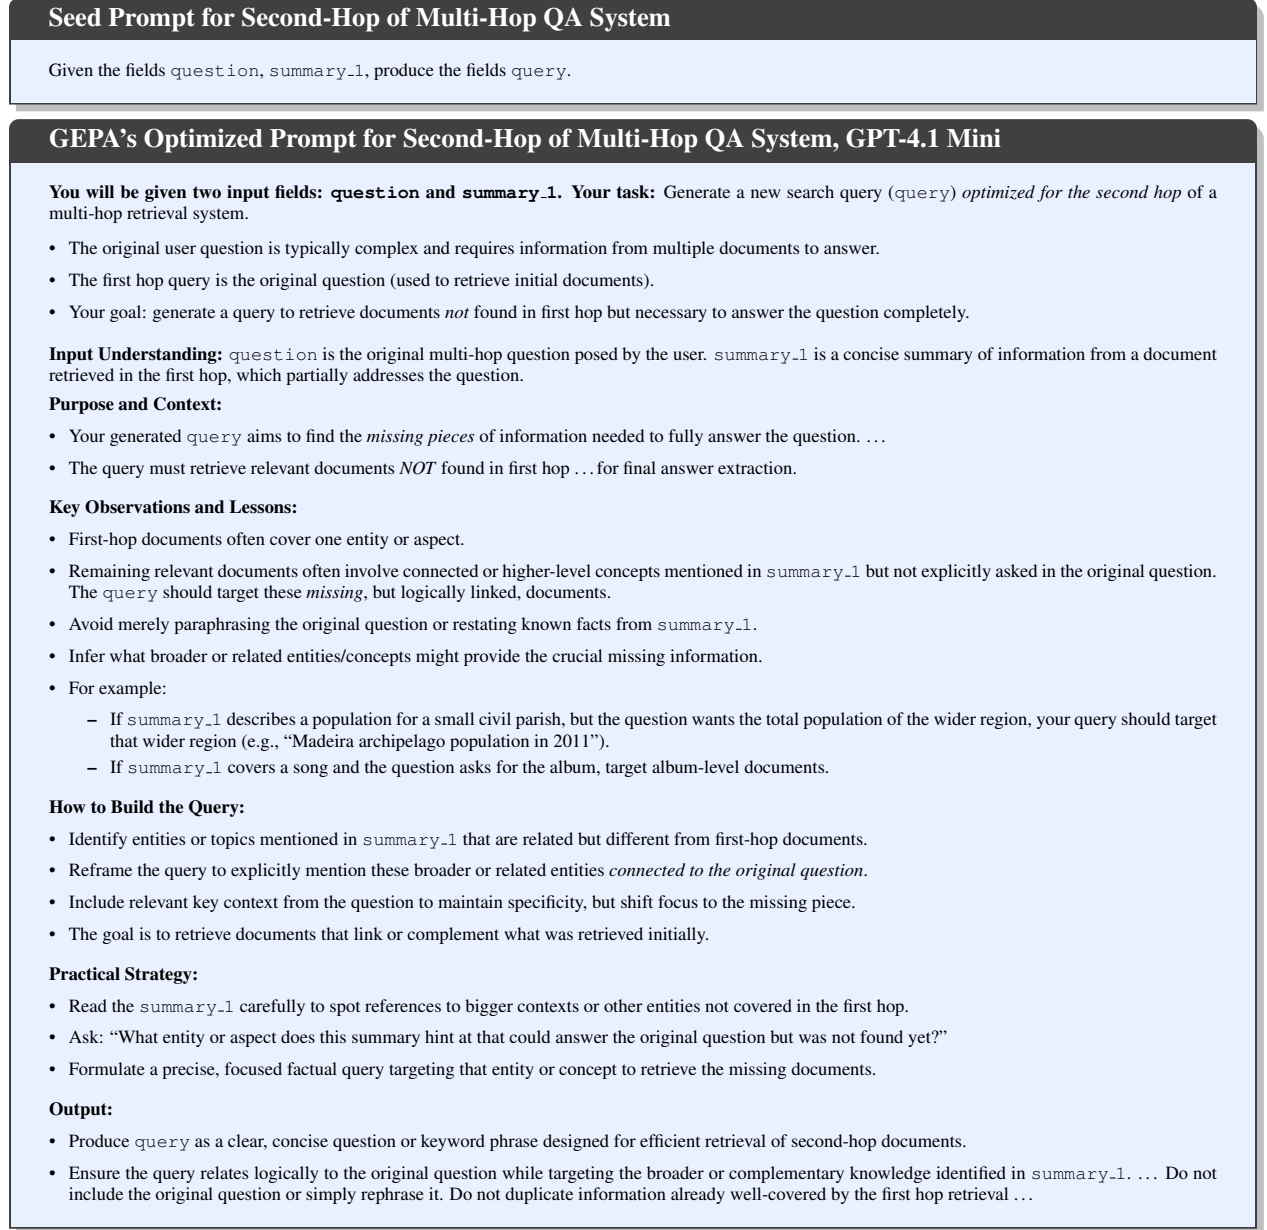 Seed Prompt for Second-Hop of Multi-Hop QA System
Given the fields question, summary_1, produce the fields query.
GEPA's Optimized Prompt for Second-Hop of Multi-Hop QA System, GPT-4.1 Mini
You will be given two input fields: question and summary_1. Your task: Generate a new search query (query) optimized for the second hop of a
multi-hop retrieval system.
• The original user question is typically complex and requires information from multiple documents to answer.
• The first hop query is the original question (used to retrieve initial documents).
• Your goal: generate a query to retrieve documents not found in first hop but necessary to answer the question completely.
Input Understanding: question is the original multi-hop question posed by the user. summary_1 is a concise summary of information from a document
retrieved in the first hop, which partially addresses the question.
Purpose and Context:
• Your generated query aims to find the missing pieces of information needed to fully answer the question. ...
• The query must retrieve relevant documents NOT found in first hop ... for final answer extraction.
Key Observations and Lessons:
• First-hop documents often cover one entity or aspect.
• Remaining relevant documents often involve connected or higher-level concepts mentioned in summary_1 but not explicitly asked in the original question.
The query should target these missing, but logically linked, documents.
• Avoid merely paraphrasing the original question or restating known facts from summary_1.
• Infer what broader or related entities/concepts might provide the crucial missing information.
• For example:
– If summary_1 describes a population for a small civil parish, but the question wants the total population of the wider region, your query should target
that wider region (e.g., “Madeira archipelago population in 2011”).
– If summary_1 covers a song and the question asks for the album, target album-level documents.
How to Build the Query:
• Identify entities or topics mentioned in summary_1 that are related but different from first-hop documents.
• Reframe the query to explicitly mention these broader or related entities connected to the original question.
• Include relevant key context from the question to maintain specificity, but shift focus to the missing piece.
• The goal is to retrieve documents that link or complement what was retrieved initially.
Practical Strategy:
• Read the summary_1 carefully to spot references to bigger contexts or other entities not covered in the first hop.
• Ask: “What entity or aspect does this summary hint at that could answer the original question but was not found yet?”
• Formulate a precise, focused factual query targeting that entity or concept to retrieve the missing documents.
Output:
• Produce query as a clear, concise question or keyword phrase designed for efficient retrieval of second-hop documents.
• Ensure the query relates logically to the original question while targeting the broader or complementary knowledge identified in summary_1. ... Do not
include the original question or simply rephrase it. Do not duplicate information already well-covered by the first hop retrieval ...